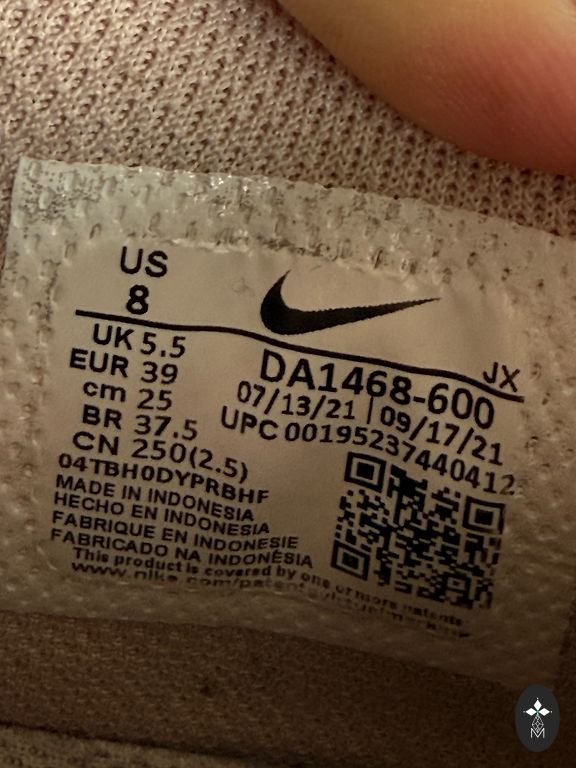 US
8
UK 5.5
EUR 39
cm 25
BR 37.5
CN 250(2.5)
04TBH0DYPRBHF
MADE IN INDONESIA
HECHO EN INDONESIA
FABRIQUE EN INDONESIE
FABRICADO NA INDONÉSIA
This product is covered by one or more patents
www.nike.com/patents
JX
DA1468-600
07/13/21 | 09/17/21
UPC 00195237440412
M